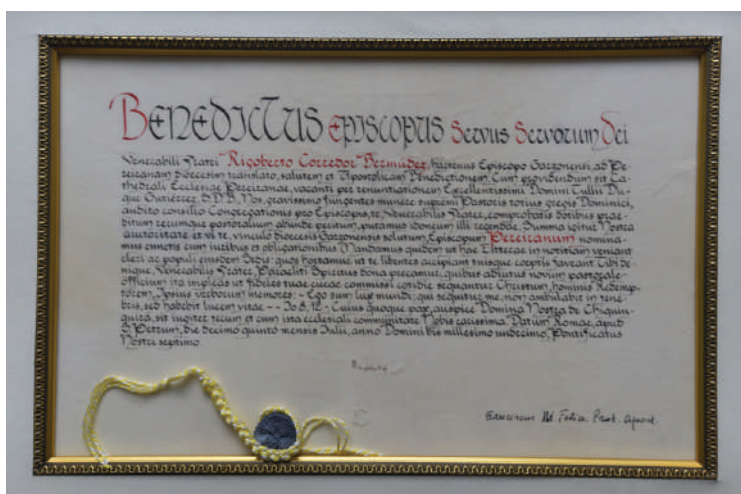 Benedictus Episcopus Servus Servorum Dei
Venerabili Fratri Rigoberto Corredor Bermúdez, hactenus Episcopo Garzonensi, ad Pe-
reiranam Dioecesim translato, salutem et Apostolicam Benedictionem. Cum providendum sit Ca-
thedrali Ecclesiae Pereiranae, vacanti per renuntiationem Excellentissimi Domini Tullii Du-
que Gutiérrez, S.D.B., Nos, gravissimo fungentes munere supremi Pastoris totius gregis Dominici,
audito consilio Congregationis pro Episcopis, te, Venerabilis Frater, comprobatis dotibus prae-
ditum rerumque pastoralium abunde peritum, putamus idoneum illi regendae. Summa igitur Nostra
auctoritate et vi te, vinculo dioecesis Garzonensis solutum, Episcopum Pereiranum nomina-
mus cunctis cum iuribus et obligationibus. Mandamus quidem ut hae Litterae in notitiam veniant
cleri ac populi eiusdem Sedis: quos hortamur ut te libentes accipiant tuisque coeptis faveant. Tibi de-
nique, Venerabilis Frater, Paracliti Spiritus dona precamur, quibus adiutus novum pastorale
officium ita impleas ut fideles tuae curae commissi cotidie sequantur Christum, hominis Redemp-
torem, Ipsius verborum memores: - Ego sum lux mundi; qui sequitur me, non ambulabit in tene-
bris, sed habebit lucem vitae - - Io 8, 12 -. Cuius quoque pax, auspice Domina Nostra de Chiquin-
quirá, sit iugiter tecum et cum ista ecclesiali communitate Nobis carissima. Datum Romae, apud
S. Petrum, die decimo quinto mensis Iulii, anno Domini bis millesimo undecimo, Pontificatus
Nostri septimo.